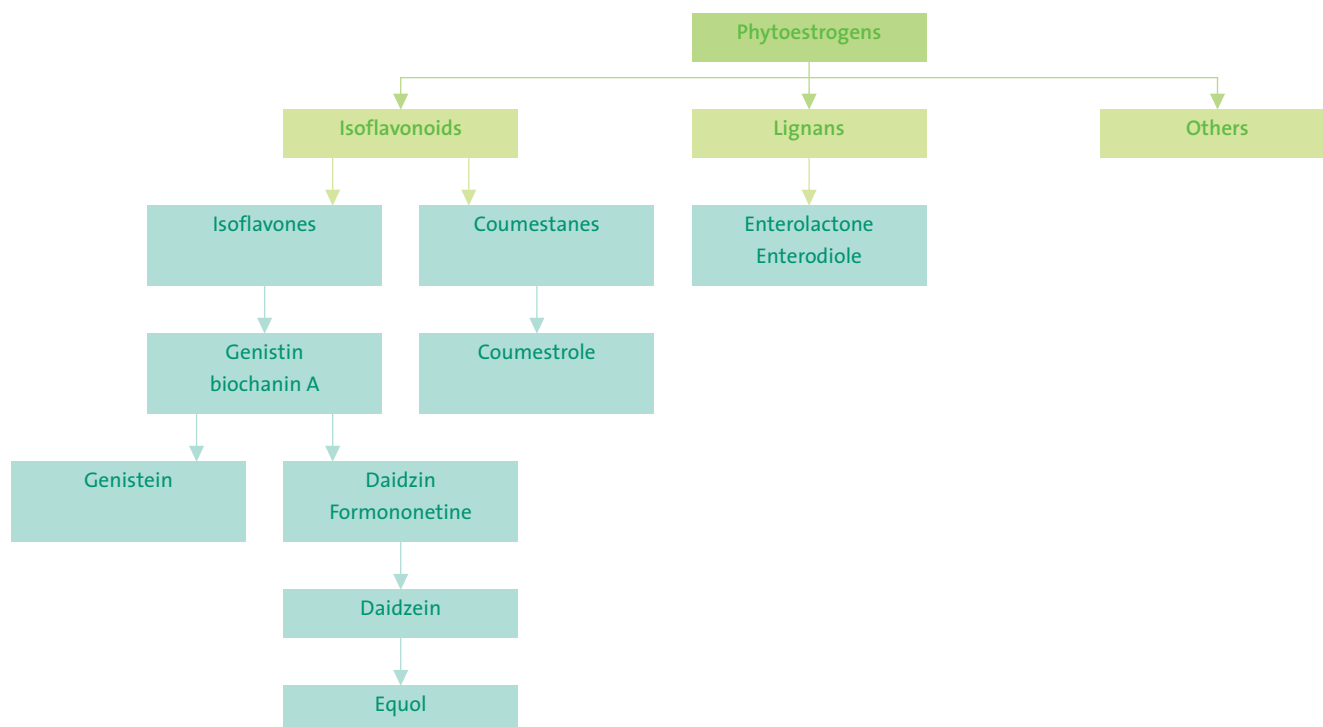 Phytoestrogens
Isoflavonoids
Lignans
Others
Isoflavones
Coumestanes
Enterolactone
Enterodiole
Genistin
biochanin A
Coumestrole
Genistein
Daidzin
Formononetine
Daidzein
Equol